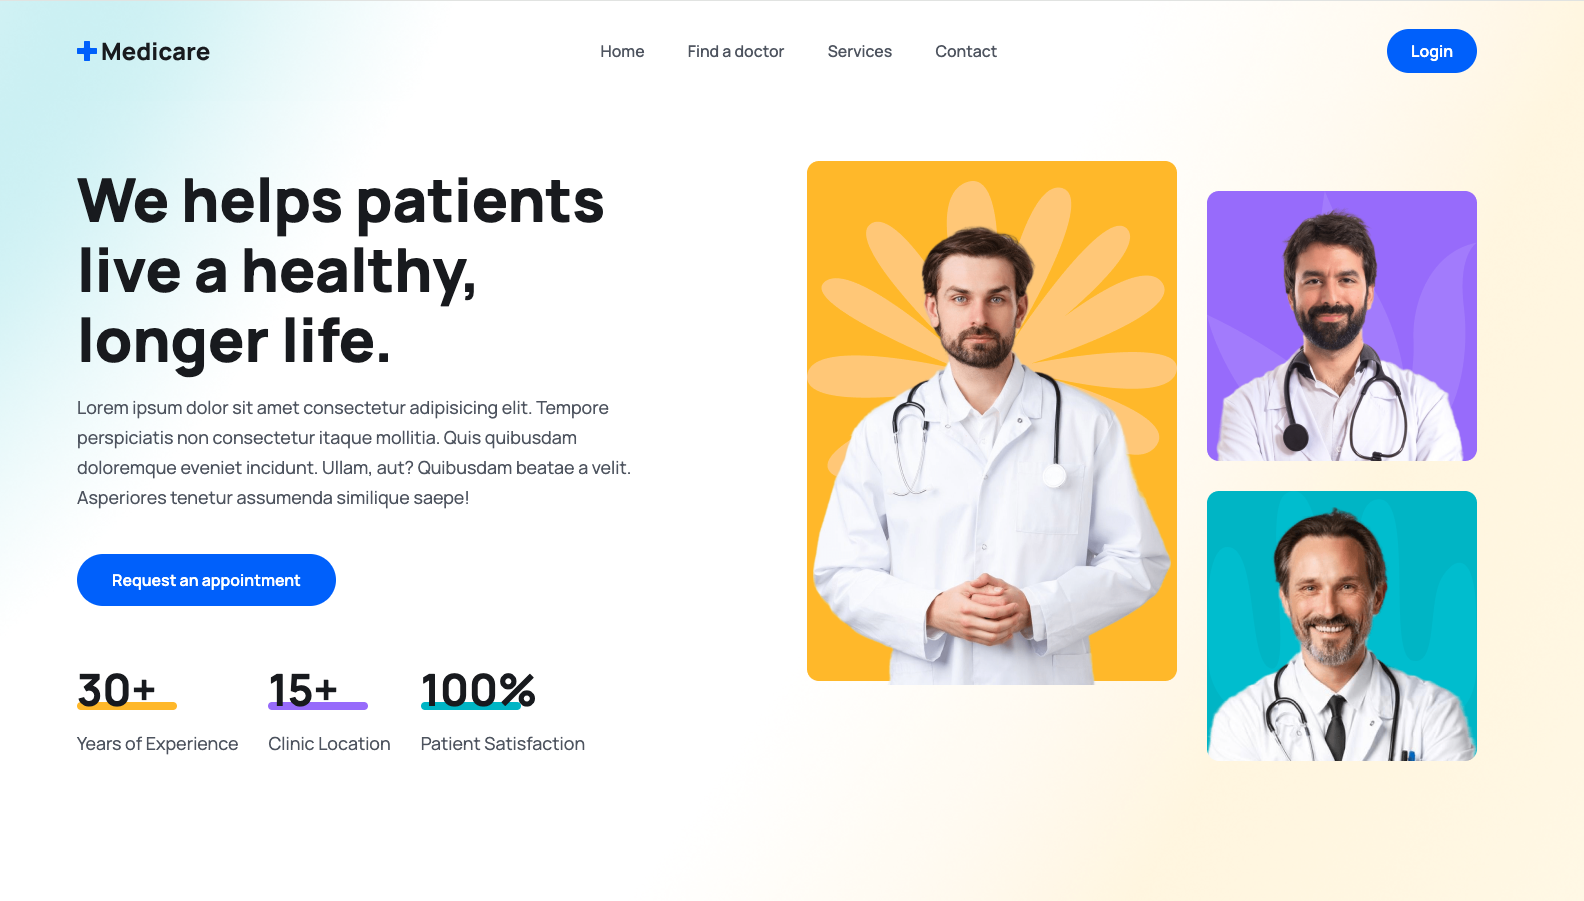 Medicare
Home
Find a doctor
Services
Contact
Login
We helps patients
live a healthy,
longer life.
Lorem ipsum dolor sit amet consectetur adipisicing elit. Tempore
perspiciatis non consectetur itaque mollitia. Quis quibusdam
doloremque eveniet incidunt. Ullam, aut? Quibusdam beatae a velit.
Asperiores tenetur assumenda similique saepe!
Request an appointment
30+
Years of Experience
15+
Clinic Location
100%
Patient Satisfaction